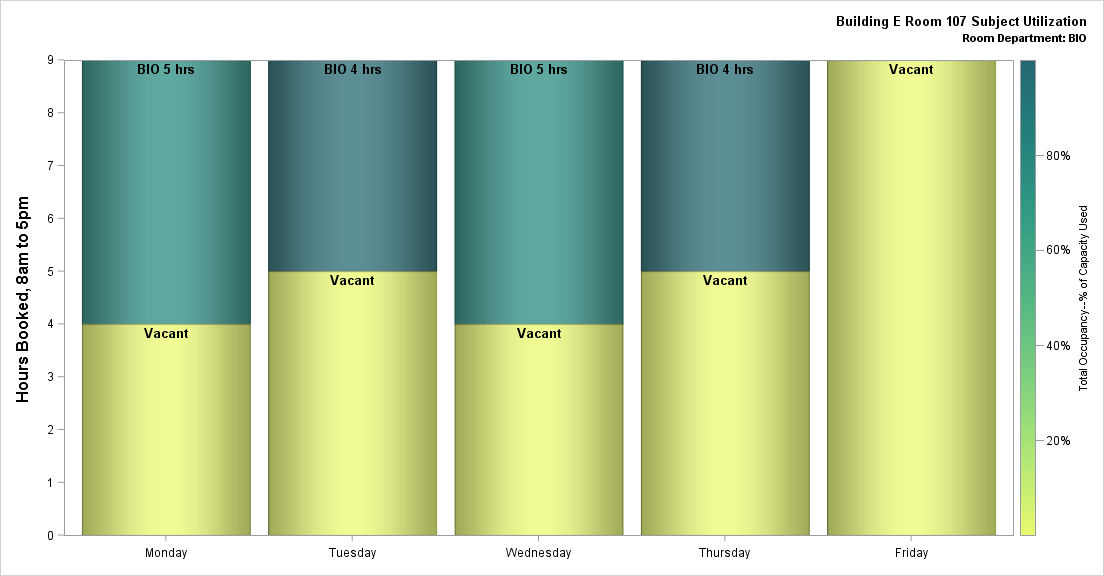 Building E Room 107 Subject Utilization
Room Department: BIO
Hours Booked, 8am to 5pm
9
8
7
6
5
4
3
2
1
0
BIO 5 hrs
Vacant
BIO 4 hrs
Vacant
BIO 5 hrs
Vacant
BIO 4 hrs
Vacant
Vacant
Monday
Tuesday
Wednesday
Thursday
Friday
80%
60%
40%
20%
Total Occupancy--% of Capacity Used